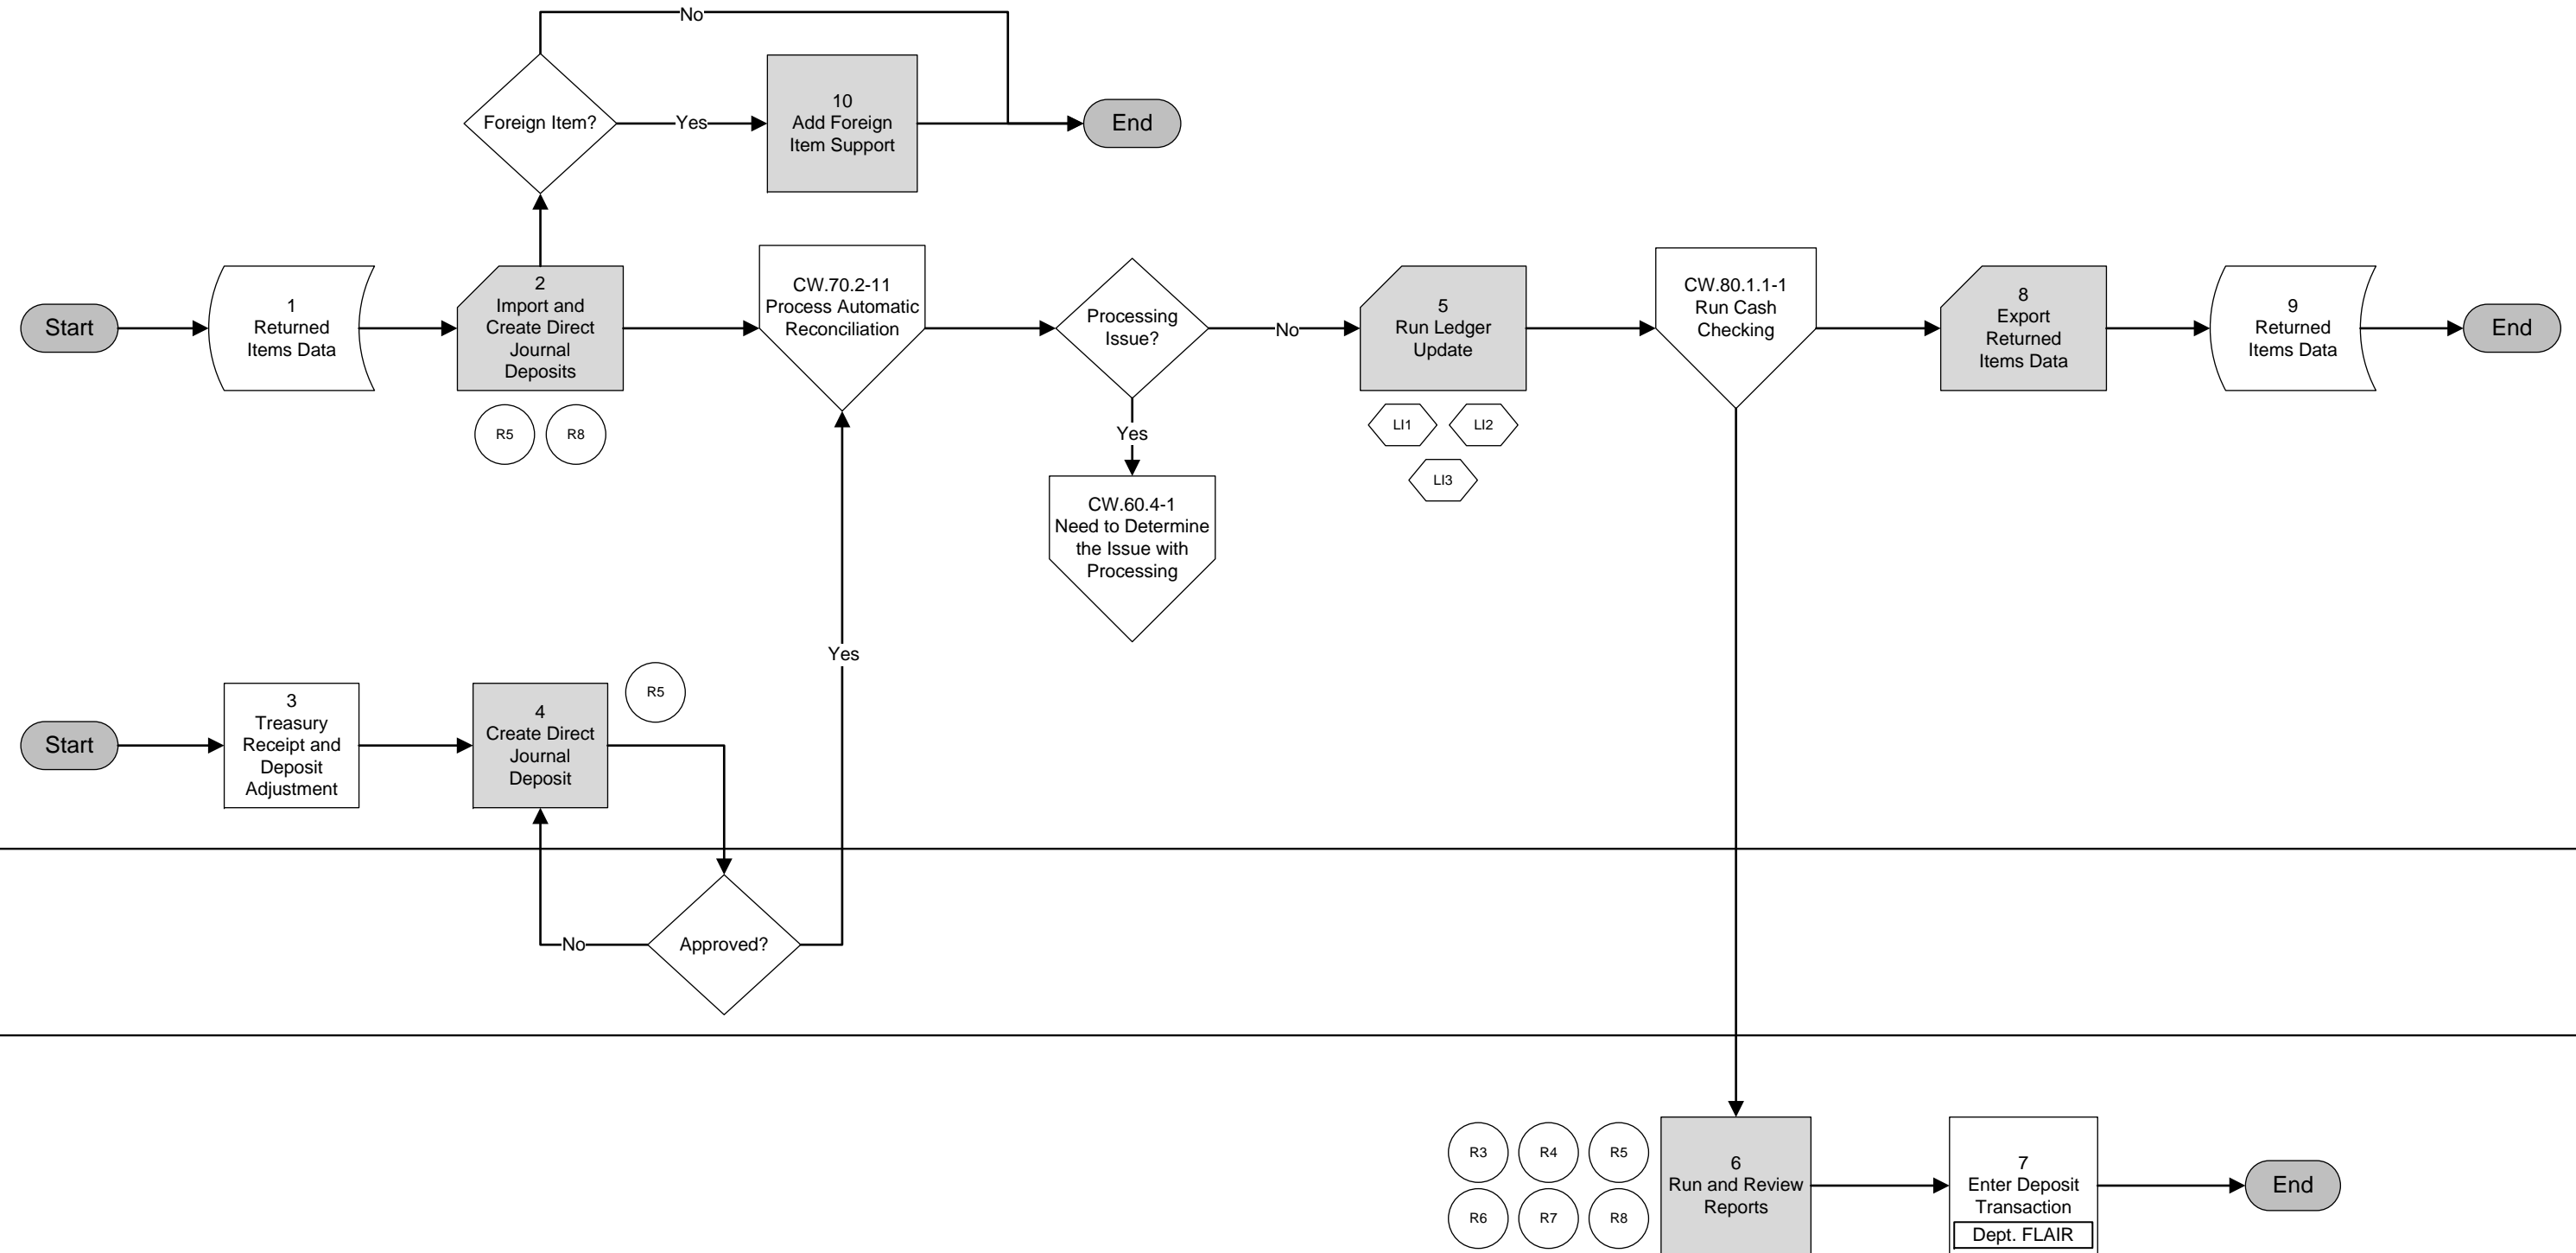 No
Foreign Item?
Yes
10
Add Foreign
Item Support
End
Start
1
Returned
Items Data
2
Import and
Create Direct
Journal
Deposits
R5
R8
CW.70.2-11
Process Automatic
Reconciliation
Processing
Issue?
No
Yes
CW.60.4-1
Need to Determine
the Issue with
Processing
5
Run Ledger
Update
LI1
LI2
LI3
CW.80.1.1-1
Run Cash
Checking
8
Export
Returned
Items Data
9
Returned
Items Data
End
Start
3
Treasury
Receipt and
Deposit
Adjustment
4
Create Direct
Journal
Deposit
R5
Yes
No
Approved?
R3
R4
R5
R6
R7
R8
6
Run and Review
Reports
7
Enter Deposit
Transaction
Dept. FLAIR
End